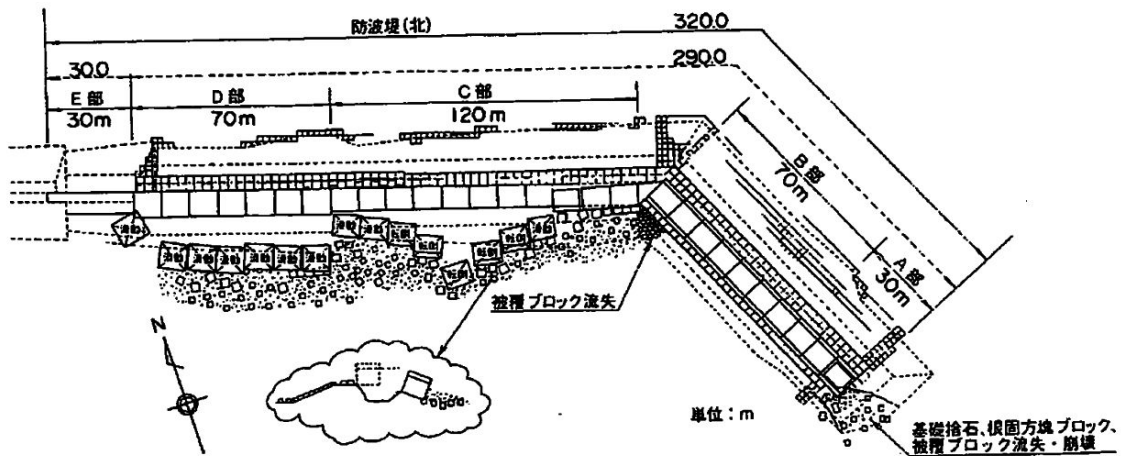 防波堤(北)
320.0
290.0
30.0
E部
30m
D部
70m
C部
120m
B部
70m
A部
30m
被覆ブロック流失
N
単位:m
基礎捨石、根固方塊ブロック、
被覆ブロック流失・崩壊